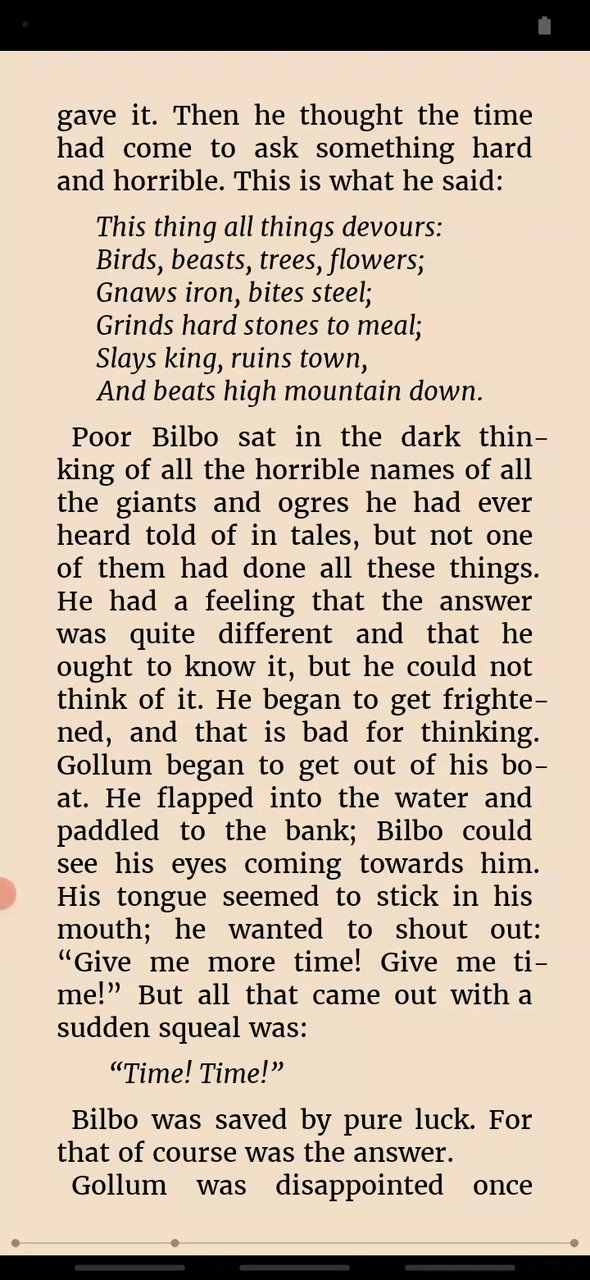 gave it. Then he thought the time
had come to ask something hard
and horrible. This is what he said:
This thing all things devours:
Birds, beasts, trees, flowers;
Gnaws iron, bites steel;
Grinds hard stones to meal;
Slays king, ruins town,
And beats high mountain down.
Poor Bilbo sat in the dark thin-
king of all the horrible names of all
the giants and ogres he had ever
heard told of in tales, but not one
of them had done all these things.
He had a feeling that the answer
was quite different and that he
ought to know it, but he could not
think of it. He began to get frighte-
ned, and that is bad for thinking.
Gollum began to get out of his bo-
at. He flapped into the water and
paddled to the bank; Bilbo could
see his eyes coming towards him.
His tongue seemed to stick in his
mouth; he wanted to shout out:
“Give me more time! Give me ti-
me!” But all that came out with a
sudden squeal was:
“Time! Time!”
Bilbo was saved by pure luck. For
that of course was the answer.
Gollum was disappointed once